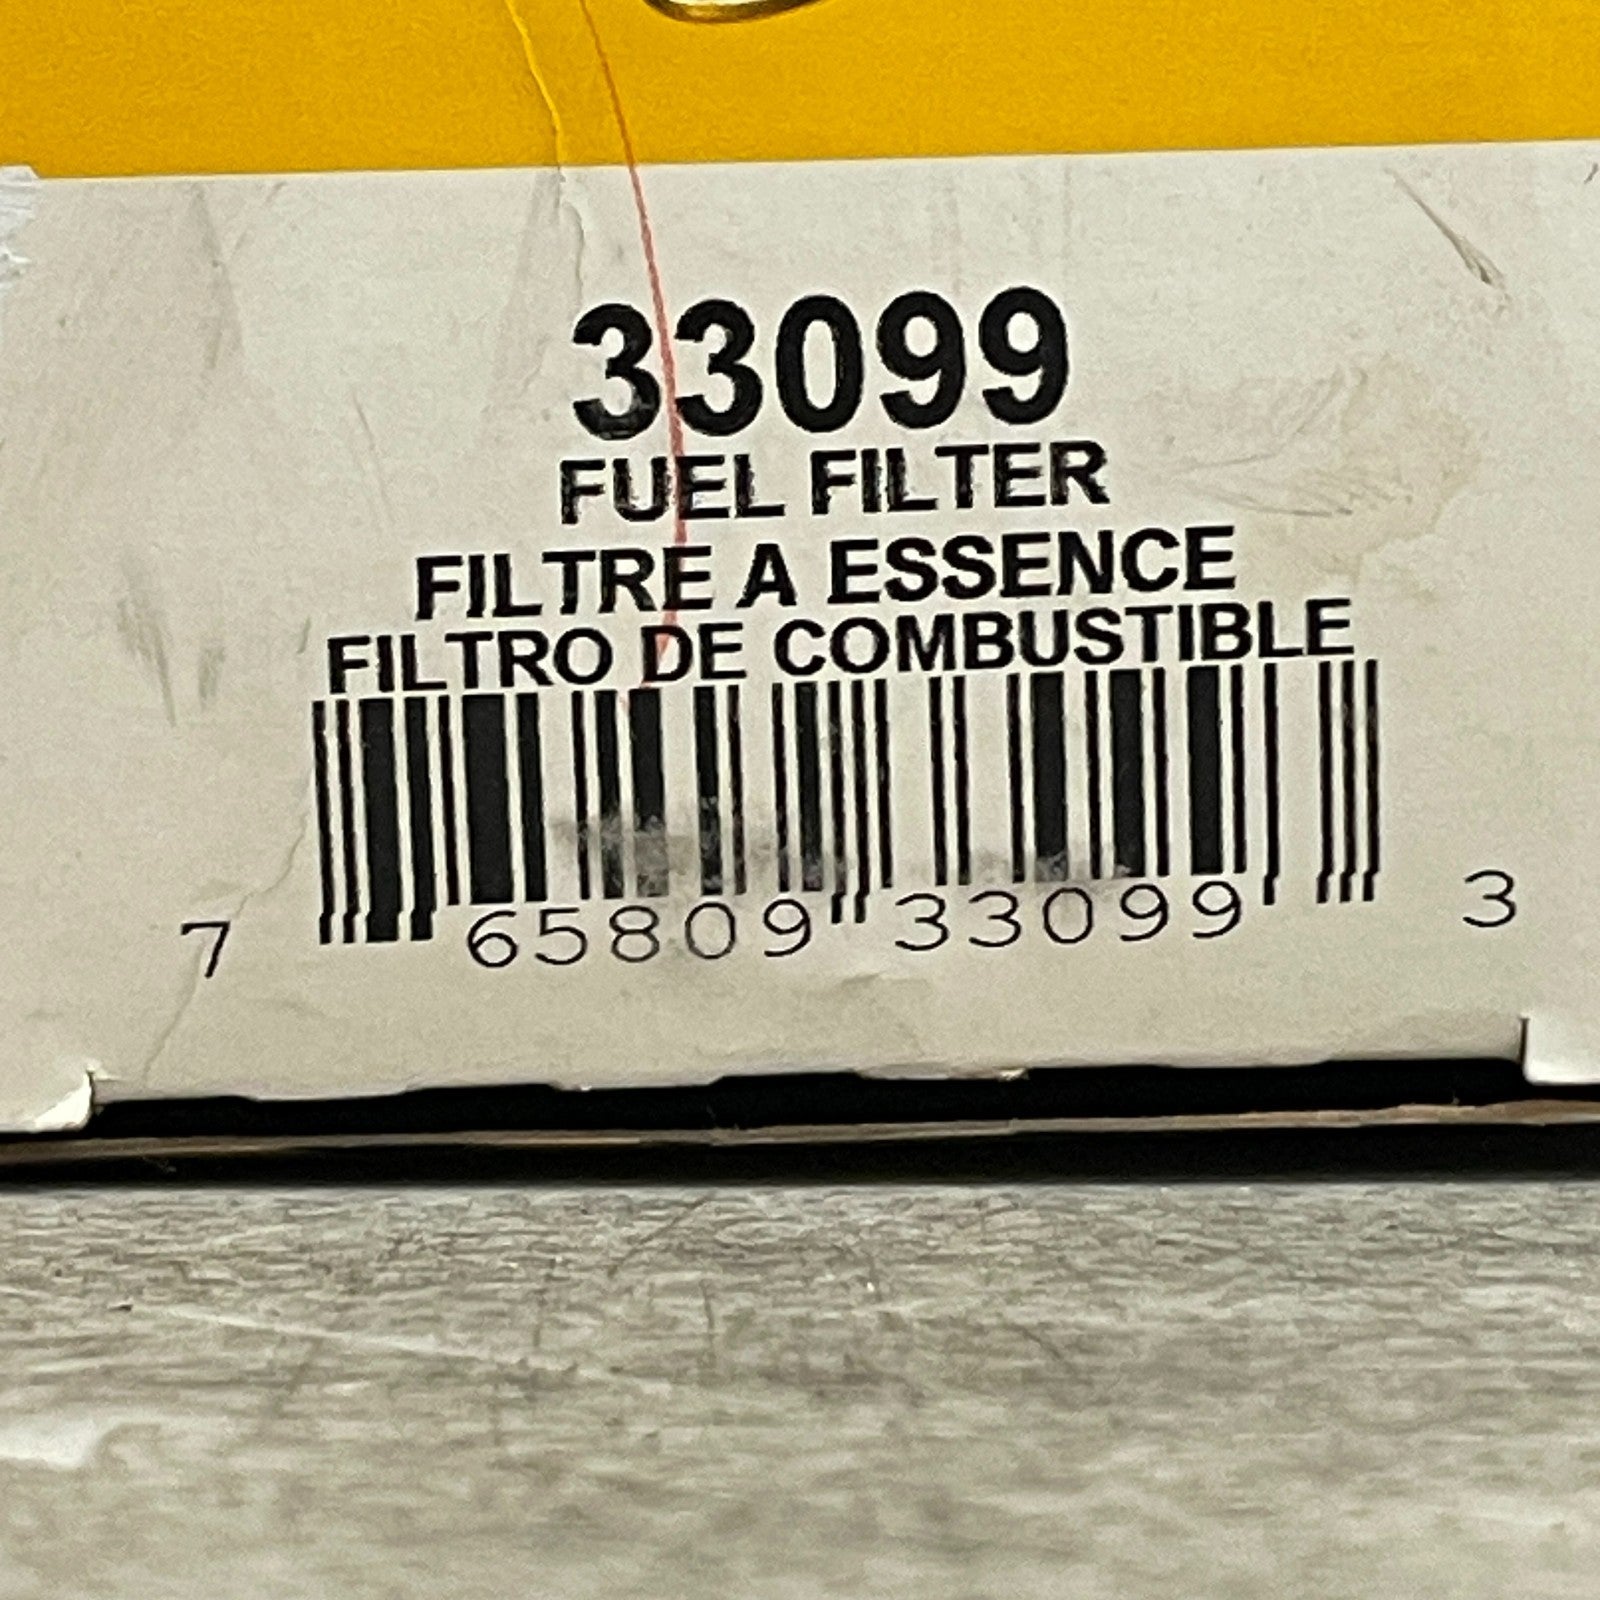 33099
FUEL FILTER
FILTRE A ESSENCE
FILTRO DE COMBUSTIBLE
7 65809 33099 3